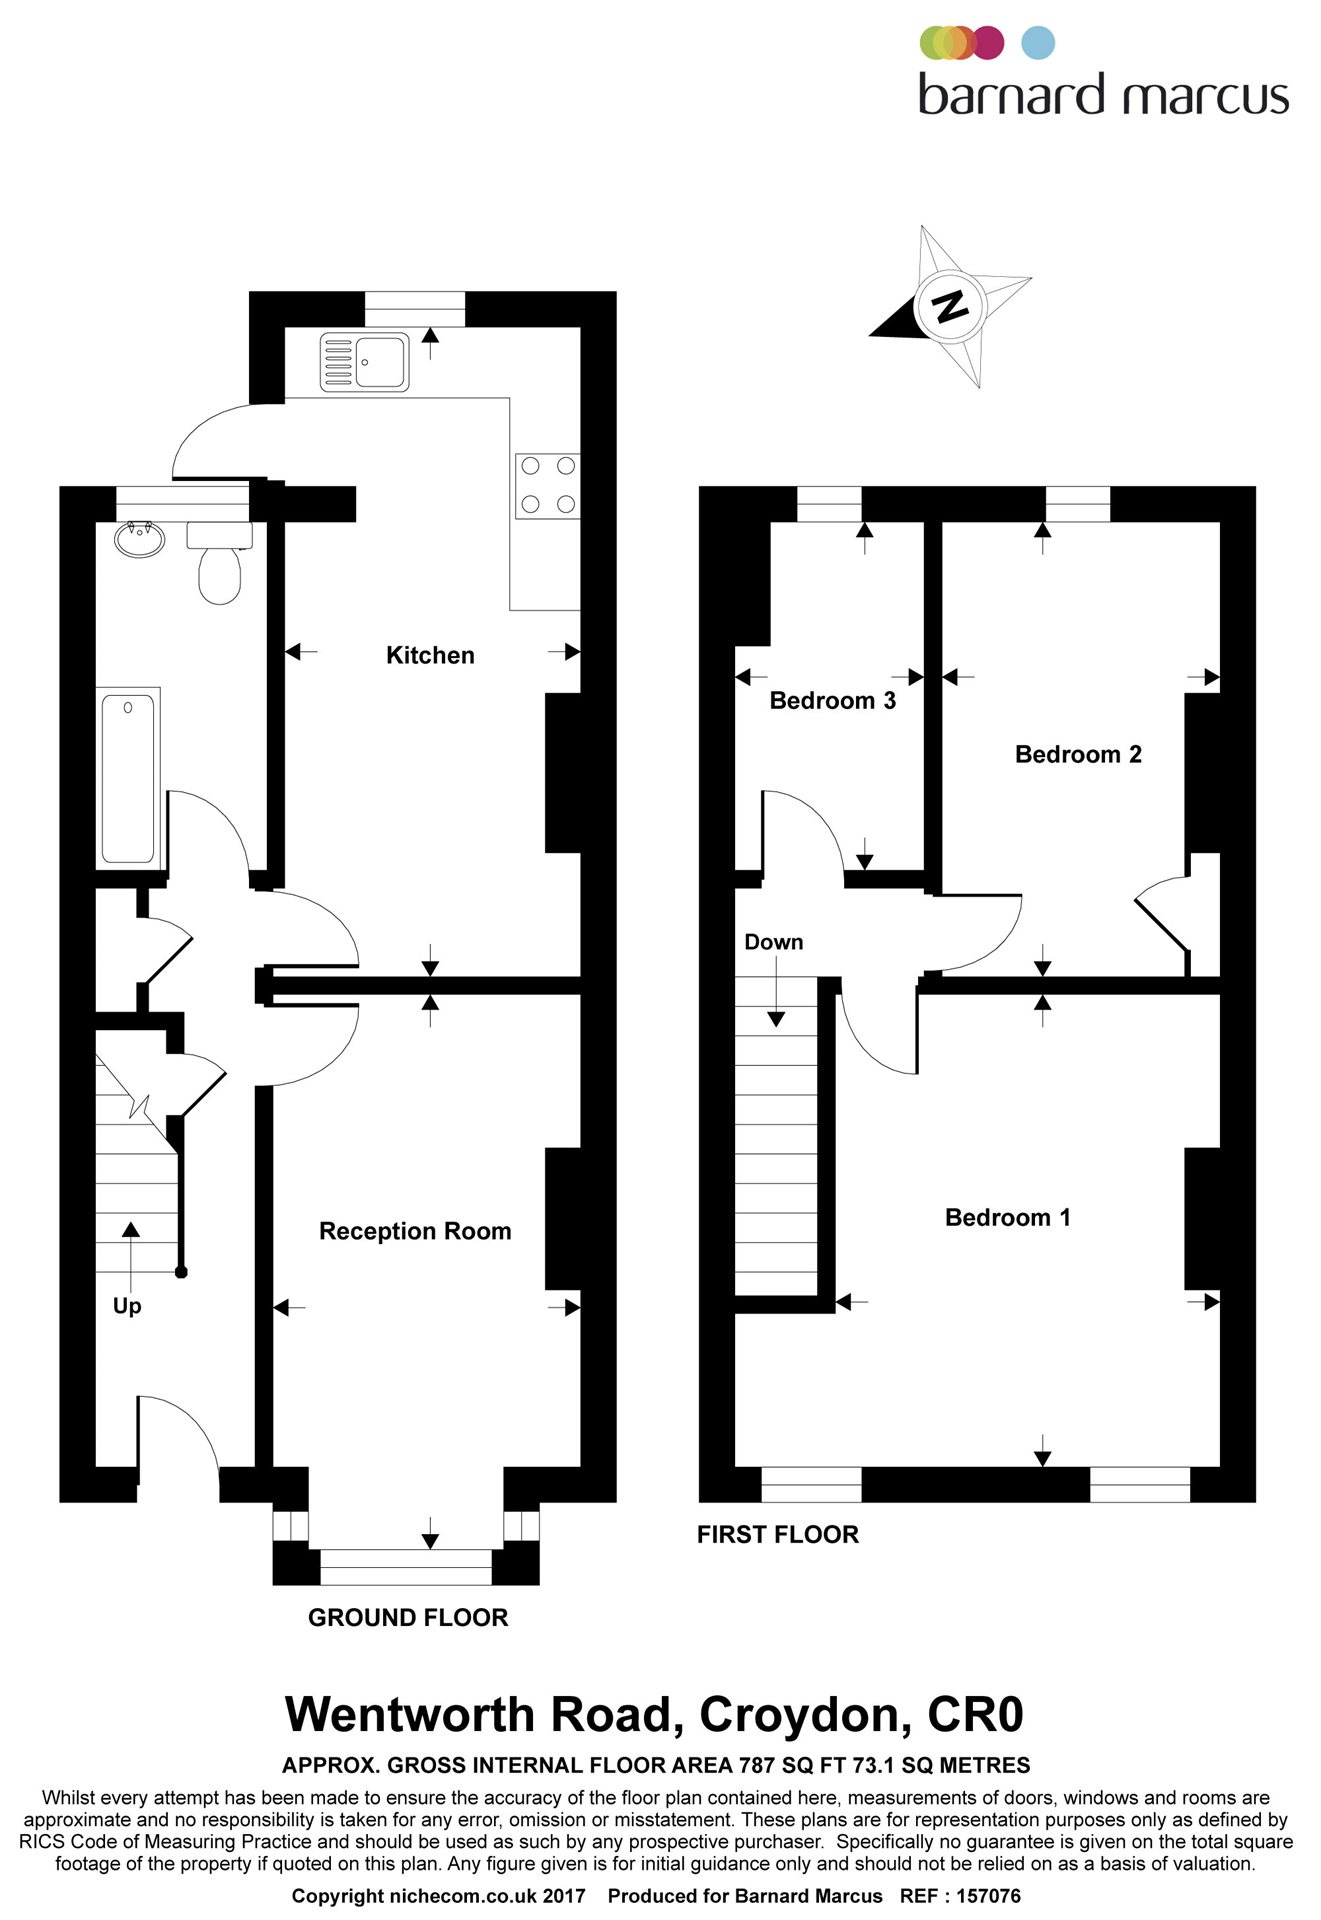 barnard marcus
N
Kitchen
Bedroom 3
Bedroom 2
Down
Bedroom 1
Reception Room
Up
FIRST FLOOR
GROUND FLOOR
Wentworth Road, Croydon, CR0
APPROX. GROSS INTERNAL FLOOR AREA 787 SQ FT 73.1 SQ METRES
Whilst every attempt has been made to ensure the accuracy of the floor plan contained here, measurements of doors, windows and rooms are
approximate and no responsibility is taken for any error, omission or misstatement. These plans are for representation purposes only as defined by
RICS Code of Measuring Practice and should be used as such by any prospective purchaser. Specifically no guarantee is given on the total square
footage of the property if quoted on this plan. Any figure given is for initial guidance only and should not be relied on as a basis of valuation.
Copyright nichecom.co.uk 2017 Produced for Barnard Marcus REF : 157076